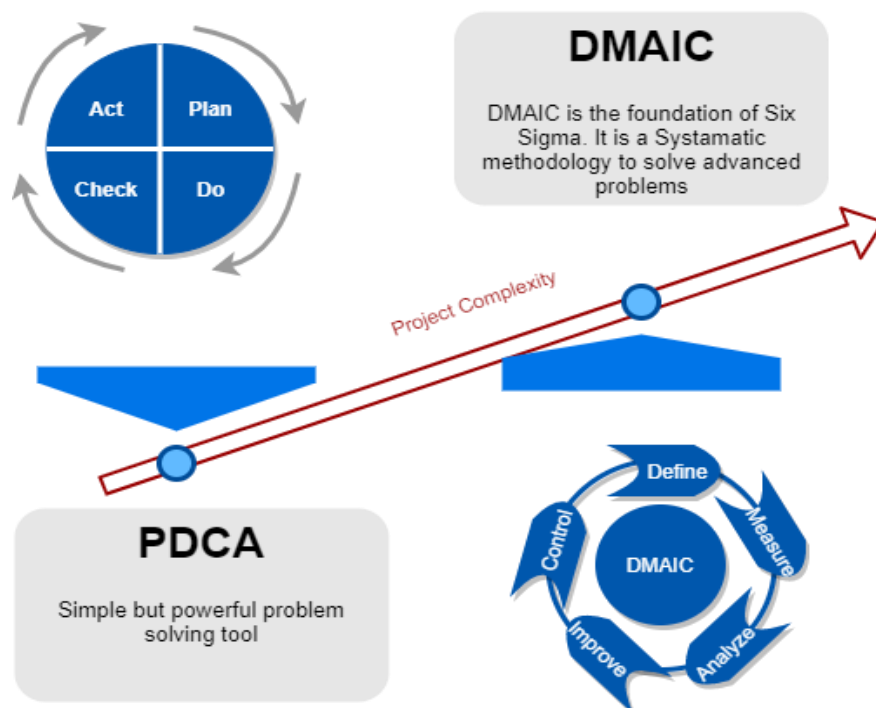 Act
Plan
Check
Do
DMAIC
DMAIC is the foundation of Six
Sigma. It is a Systamatic
methodology to solve advanced
problems
Project Complexity
PDCA
Simple but powerful problem
solving tool
Define
Measure
Analyze
Improve
Control
DMAIC